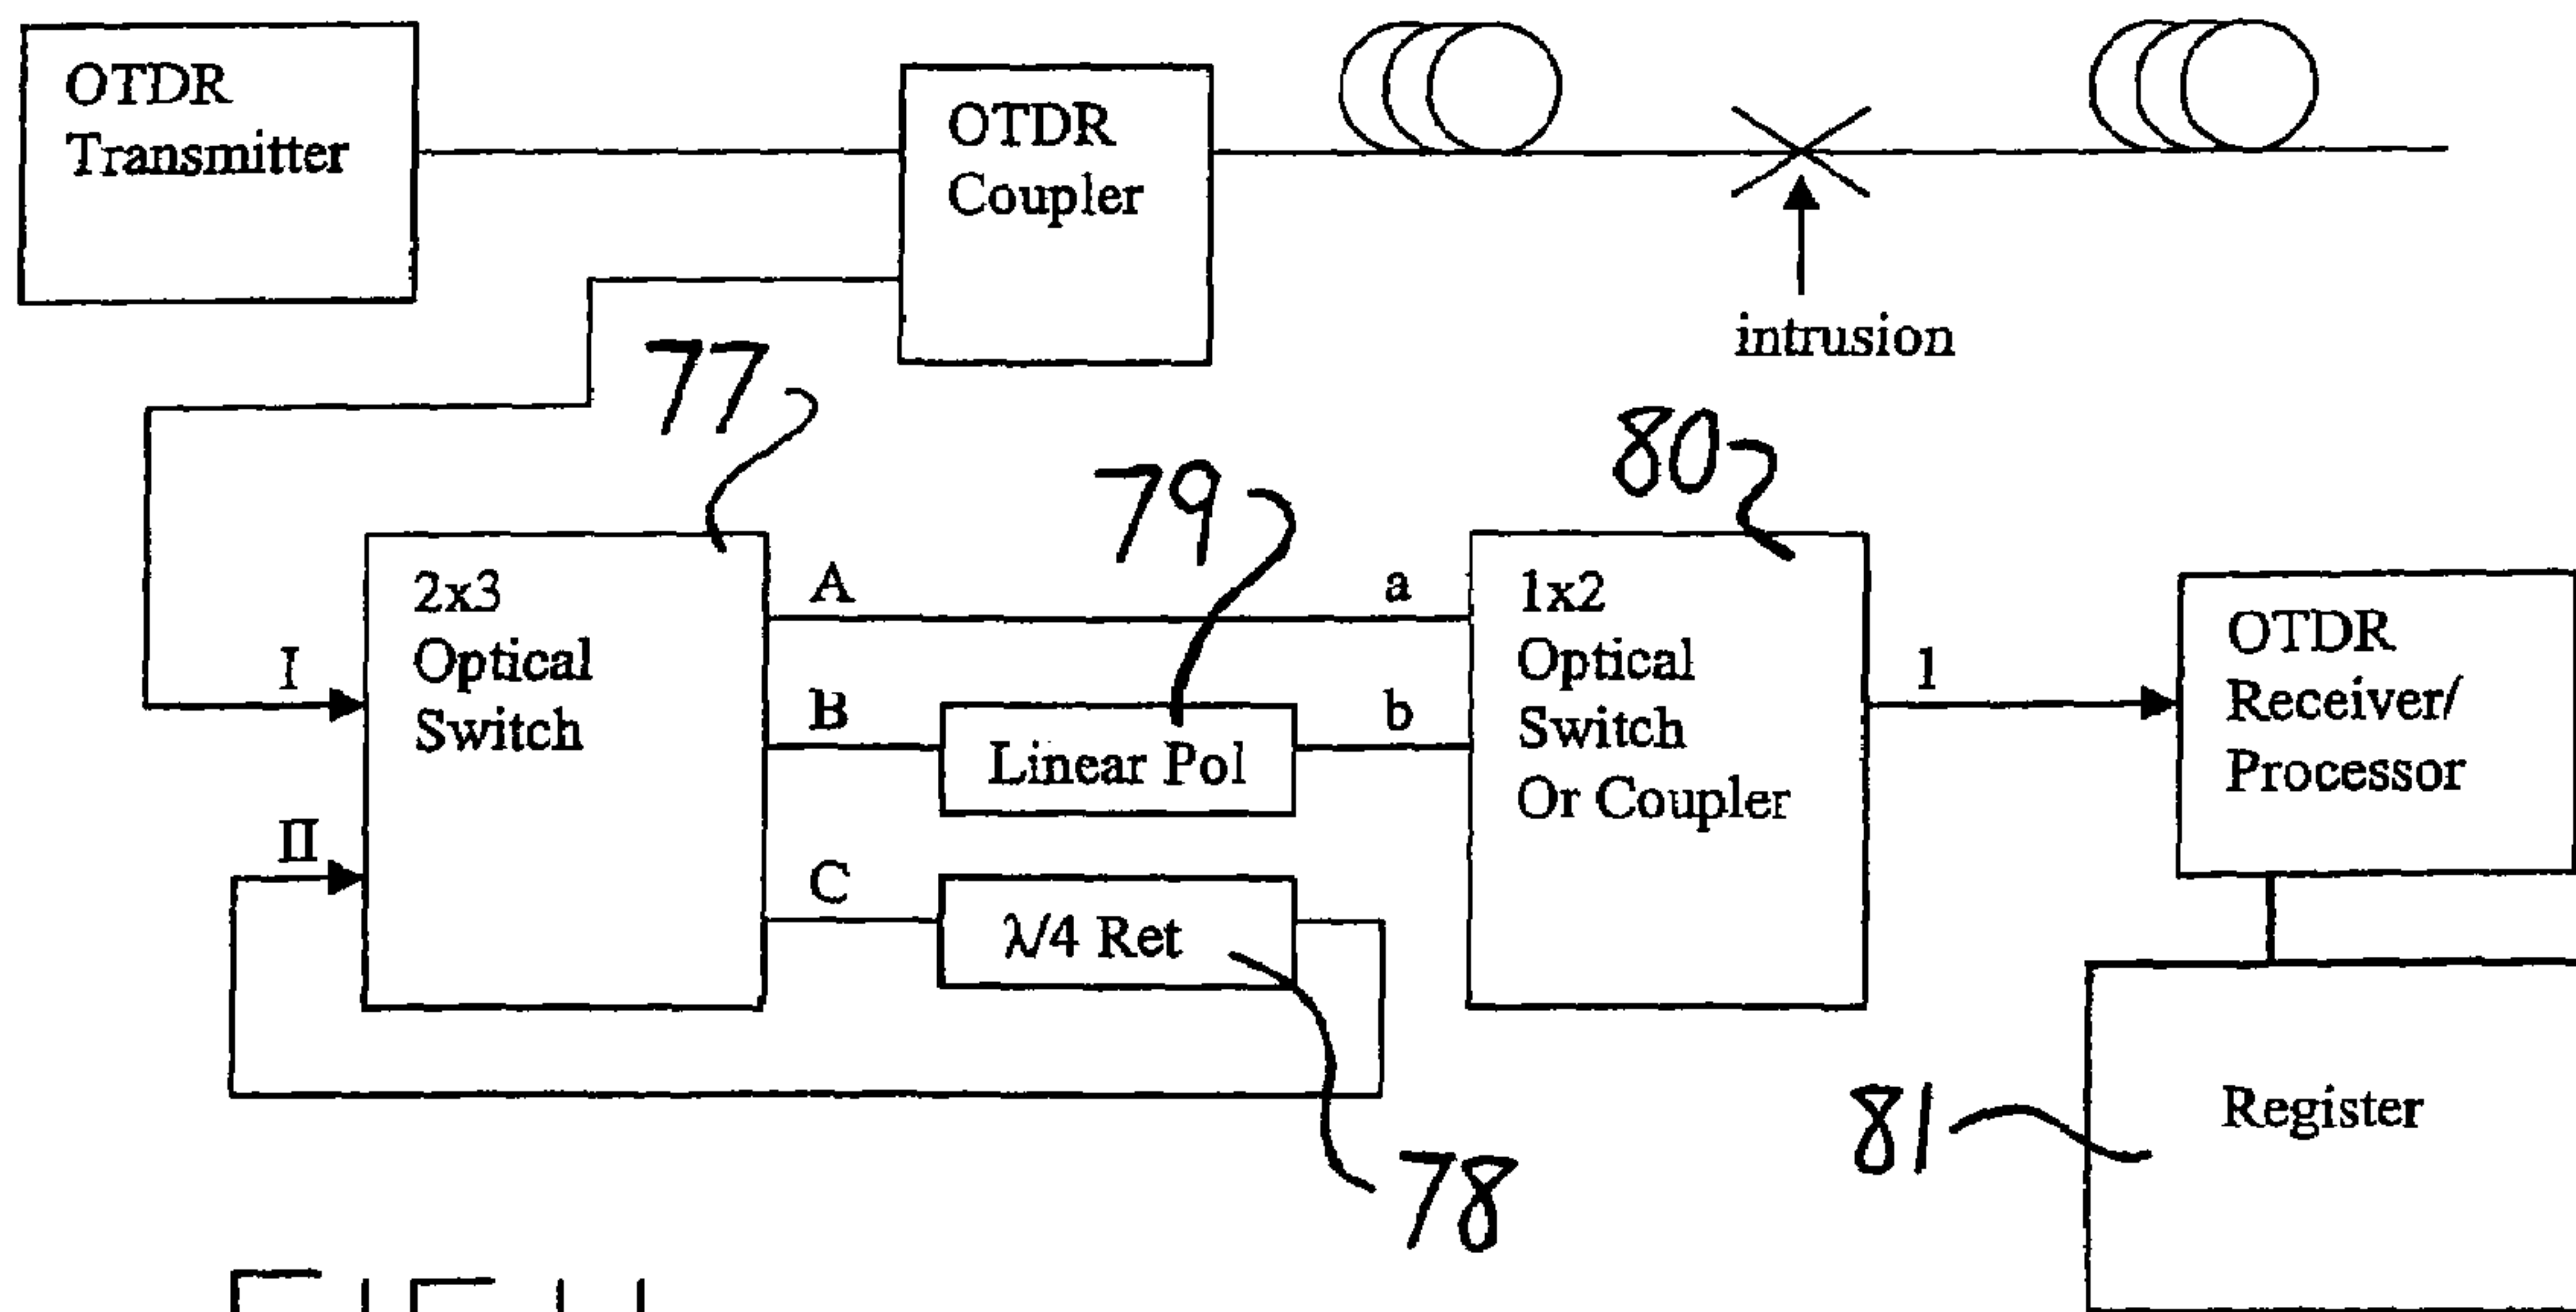 OTDR
Transmitter
OTDR
Coupler
intrusion
77
79
80
2x3
Optical
Switch
I
II
A
B
C
Linear Pol
λ/4 Ret
a
b
1x2
Optical
Switch
Or Coupler
1
OTDR
Receiver/
Processor
78
81
Register